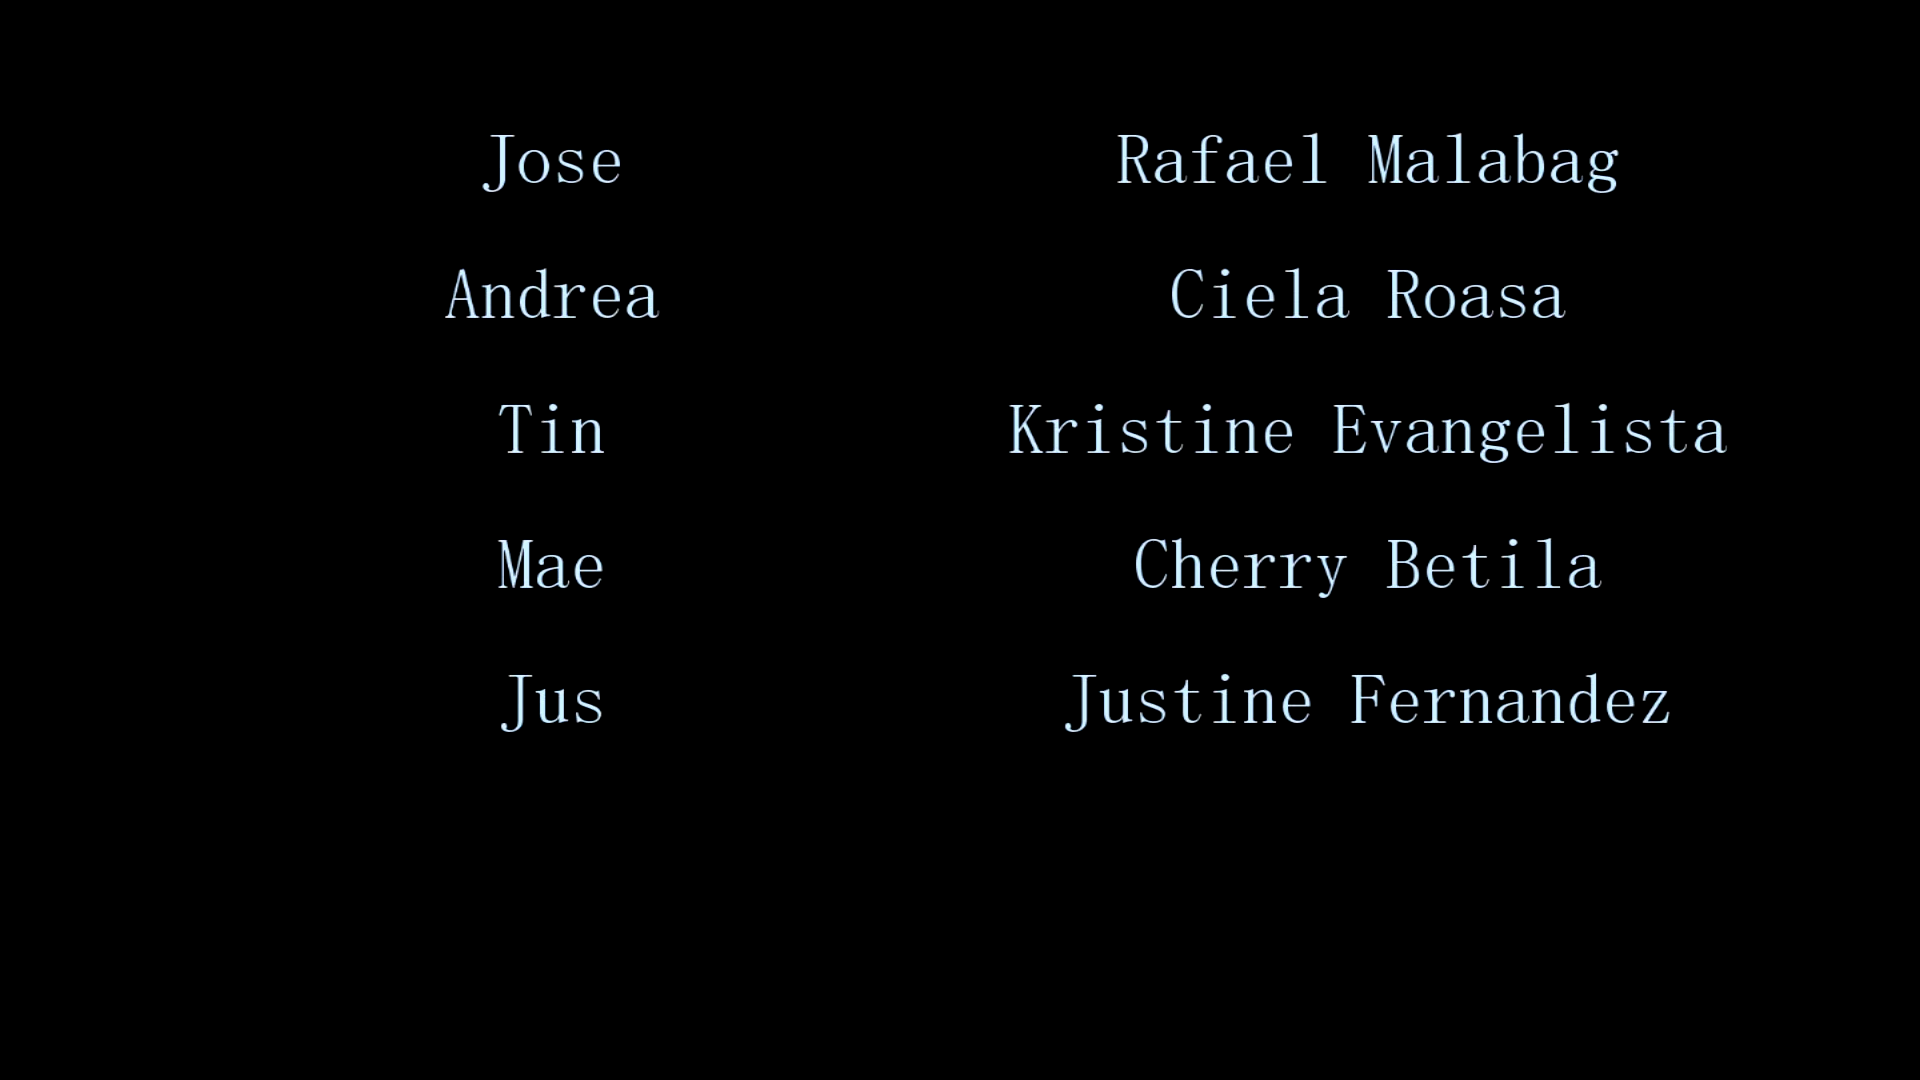 Jose Rafael Malabag
Andrea Ciela Roasa
Tin Kristine Evangelista
Mae Cherry Betila
Jus Justine Fernandez